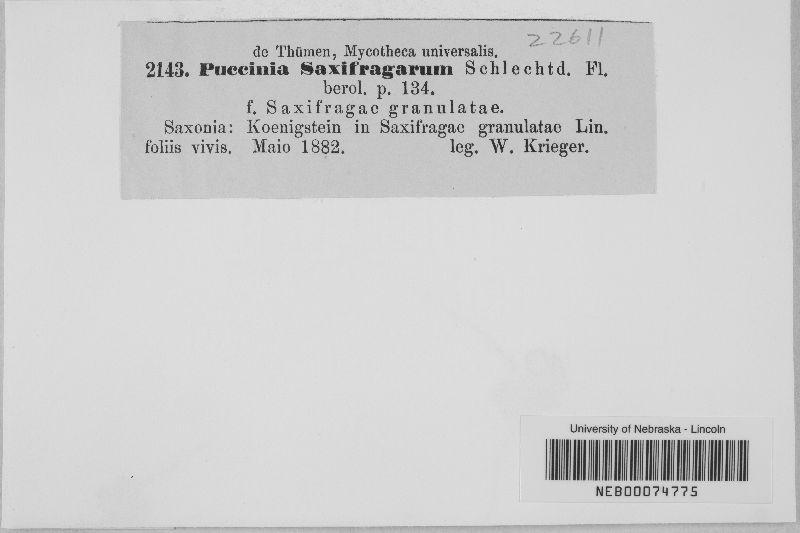 22611
de Thümen, Mycotheca universalis.
2143. Puccinia Saxifragarum Schlechtd. Fl.
berol. p. 134.
f. Saxifragae granulatae.
Saxonia: Koenigstein in Saxifragae granulatae Lin.
foliis vivis. Maio 1882. leg. W. Krieger.
University of Nebraska - Lincoln
NEB00074775